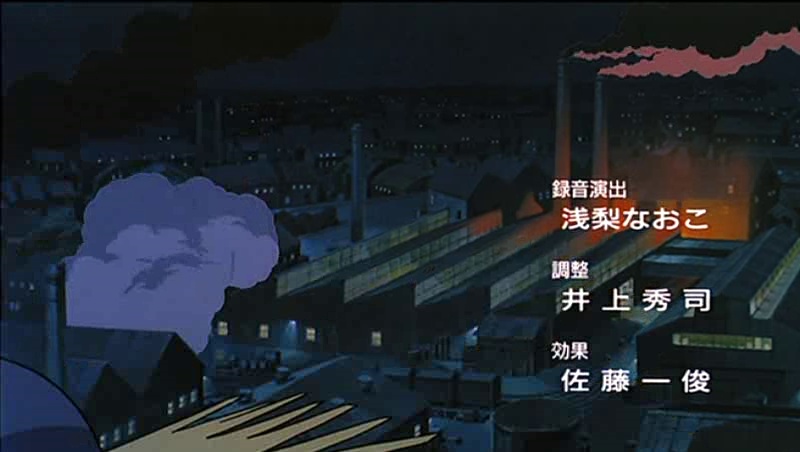 録音演出
浅梨なおこ
調整
井上秀司
効果
佐藤一俊